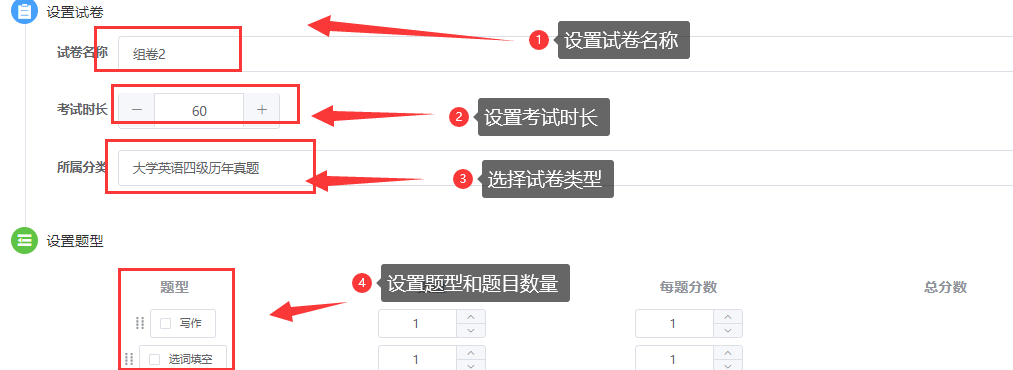 设置试卷
1 设置试卷名称
试卷名称 组卷2
考试时长 － 60 +
2 设置考试时长
所属分类 大学英语四级历年真题
3 选择试卷类型
设置题型
4 设置题型和题目数量
题型 每题分数 总分数
写作 1 1
选词填空 1 1